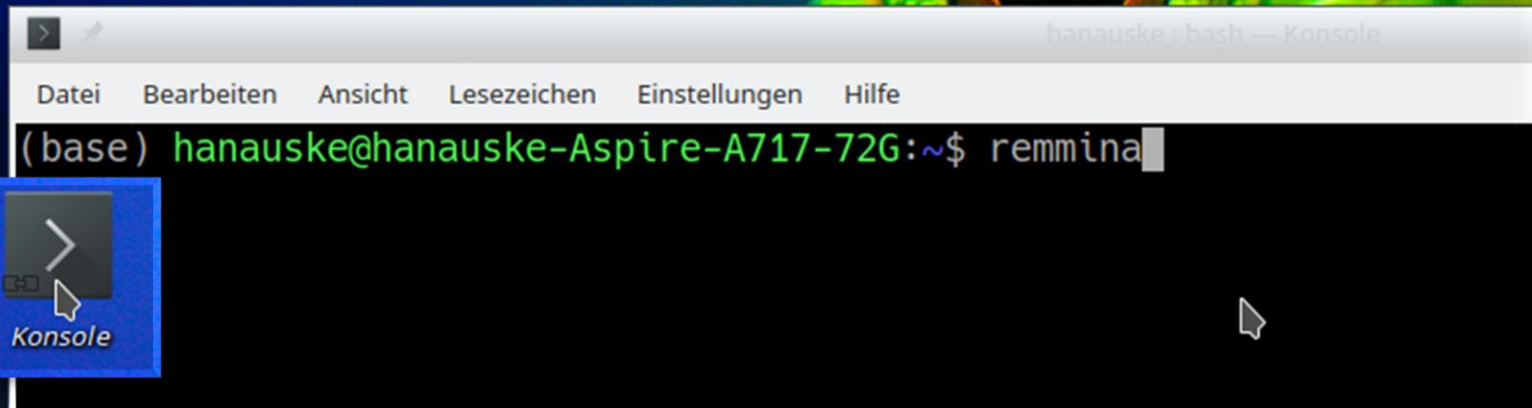 hanauske : bash — Konsole
Datei Bearbeiten Ansicht Lesezeichen Einstellungen Hilfe
(base) hanauske@hanauske-Aspire-A717-72G:~$ remmina
Konsole